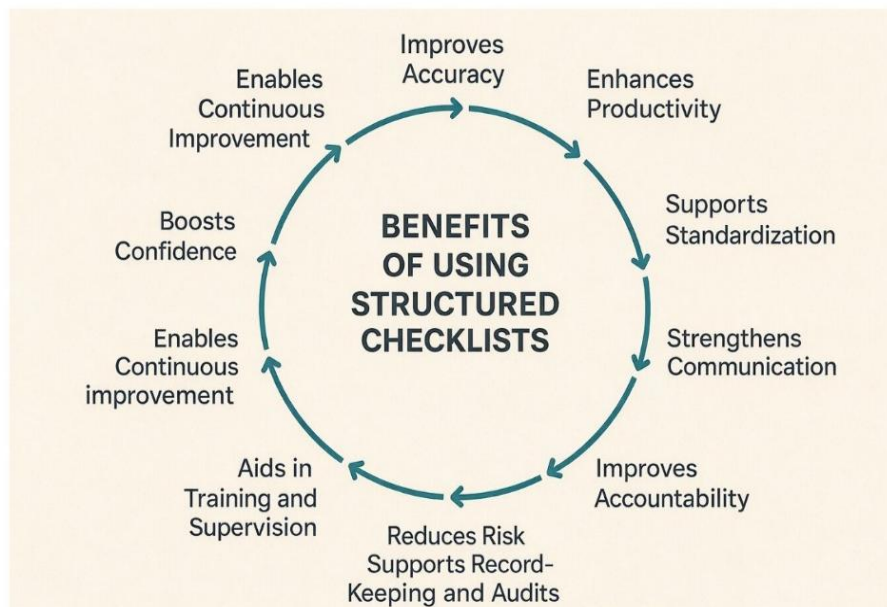 BENEFITS
OF USING
STRUCTURED
CHECKLISTS
Improves
Accuracy
Enhances
Productivity
Supports
Standardization
Strengthens
Communication
Improves
Accountability
Reduces Risk
Supports Record-
Keeping and Audits
Aids in
Training and
Supervision
Enables
Continuous
improvement
Boosts
Confidence
Enables
Continuous
Improvement